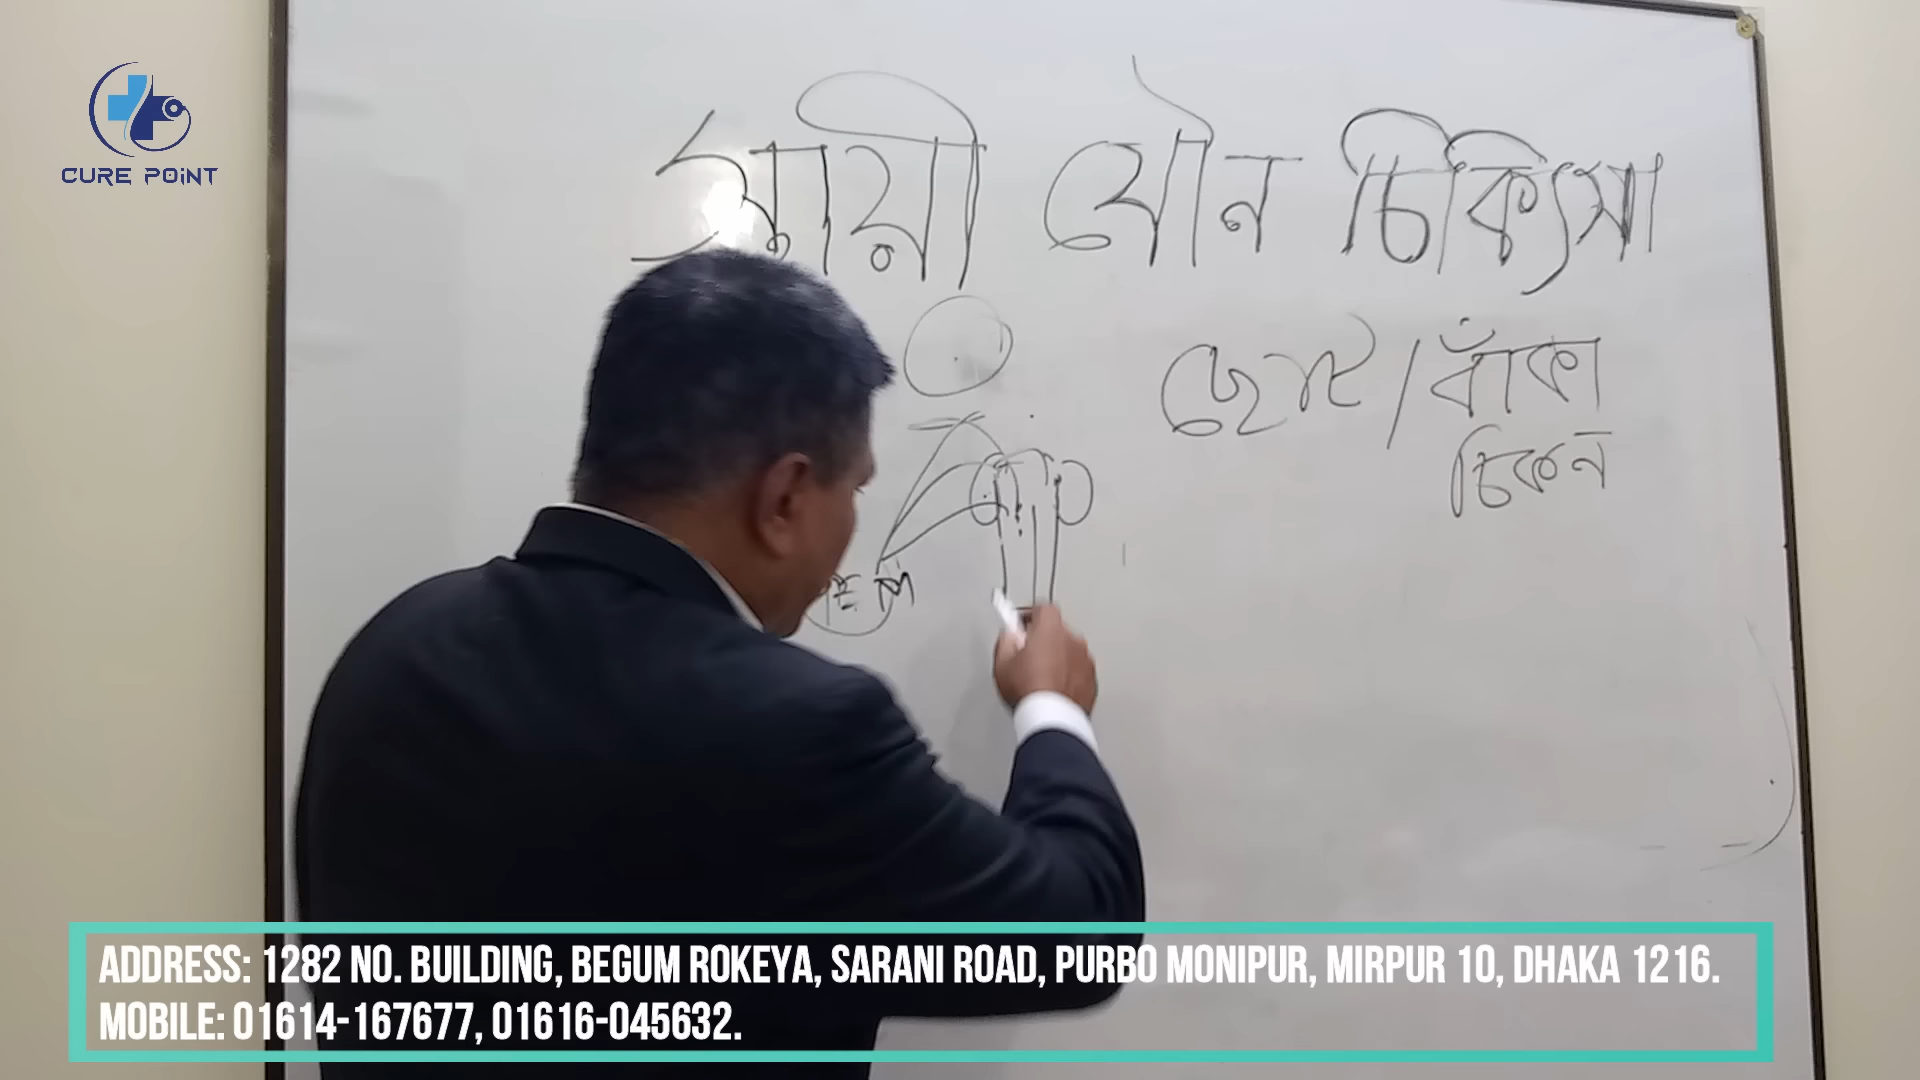 CURE POINT
স্থায়ী যৌন চিকিৎসা
ছোট / বাঁকা
চিকন
ADDRESS: 1282 NO. BUILDING, BEGUM ROKEYA, SARANI ROAD, PURBO MONIPUR, MIRPUR 10, DHAKA 1216.
MOBILE: 01614-167677, 01616-045632.